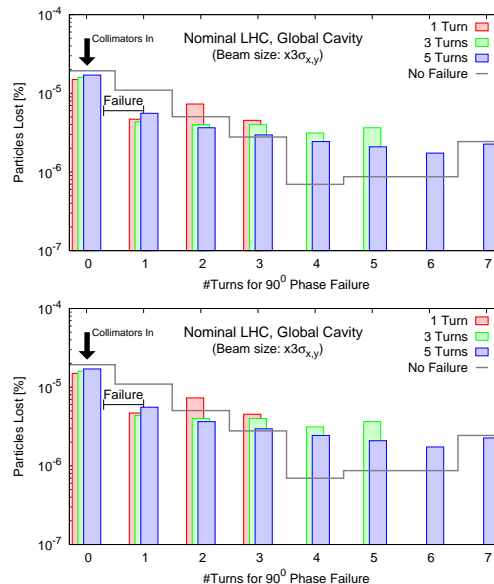 10⁻⁴
10⁻⁵
10⁻⁶
10⁻⁷
Particles Lost [%]
Collimators In
Failure
Nominal LHC, Global Cavity
(Beam size: x3σx,y)
1 Turn
3 Turns
5 Turns
No Failure
0 1 2 3 4 5 6 7
#Turns for 90⁰ Phase Failure
10⁻⁴
10⁻⁵
10⁻⁶
10⁻⁷
Particles Lost [%]
Collimators In
Failure
Nominal LHC, Global Cavity
(Beam size: x3σx,y)
1 Turn
3 Turns
5 Turns
No Failure
0 1 2 3 4 5 6 7
#Turns for 90⁰ Phase Failure